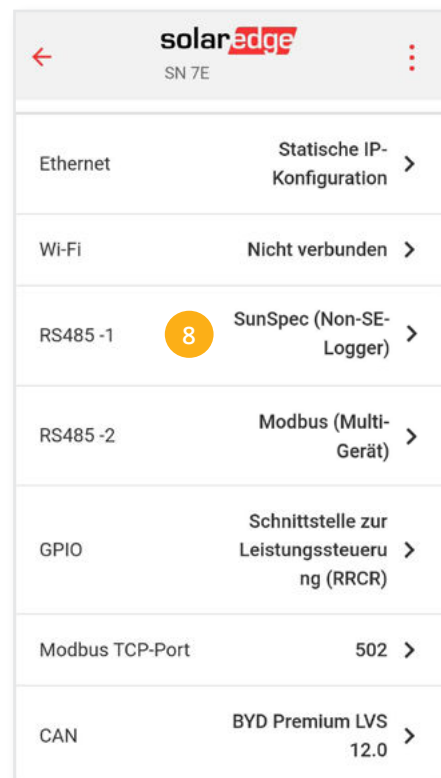 solaredge
SN 7E
Ethernet
Statische IP-
Konfiguration
Wi-Fi
Nicht verbunden
RS485 -1
8
SunSpec (Non-SE-
Logger)
RS485 -2
Modbus (Multi-
Gerät)
GPIO
Schnittstelle zur
Leistungssteueru
ng (RRCR)
Modbus TCP-Port
502
CAN
BYD Premium LVS
12.0